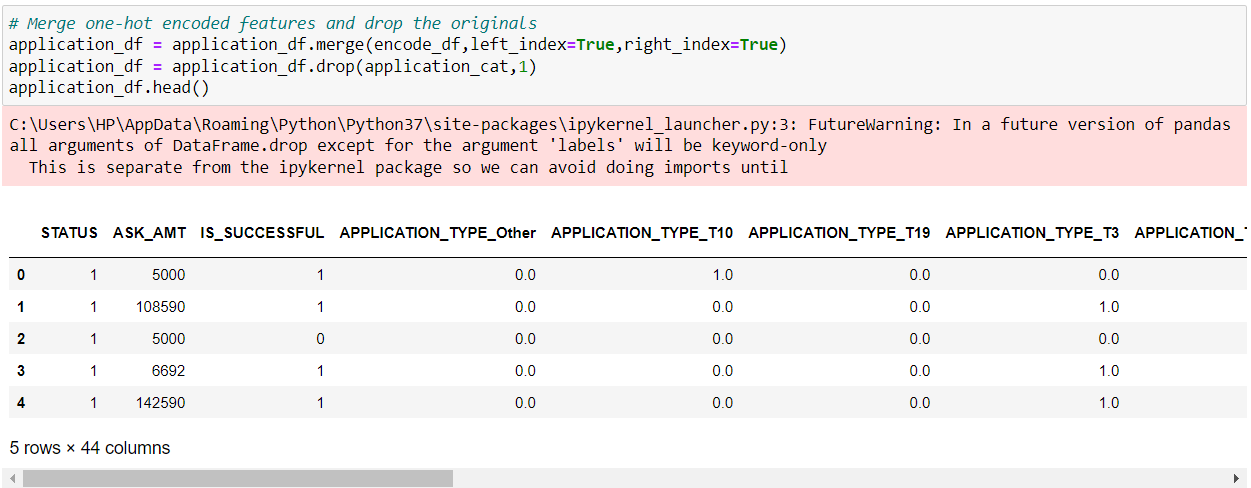 # Merge one-hot encoded features and drop the originals
application_df = application_df.merge(encode_df,left_index=True,right_index=True)
application_df = application_df.drop(application_cat,1)
application_df.head()
C:\Users\HP\AppData\Roaming\Python\Python37\site-packages\ipykernel_launcher.py:3: FutureWarning: In a future version of pandas
all arguments of DataFrame.drop except for the argument 'labels' will be keyword-only
  This is separate from the ipykernel package so we can avoid doing imports until
STATUS ASK_AMT IS_SUCCESSFUL APPLICATION_TYPE_Other APPLICATION_TYPE_T10 APPLICATION_TYPE_T19 APPLICATION_TYPE_T3 APPLICATION_
0 1 5000 1 0.0 1.0 0.0 0.0
1 1 108590 1 0.0 0.0 0.0 1.0
2 1 5000 0 0.0 0.0 0.0 0.0
3 1 6692 1 0.0 0.0 0.0 1.0
4 1 142590 1 0.0 0.0 0.0 1.0
5 rows × 44 columns